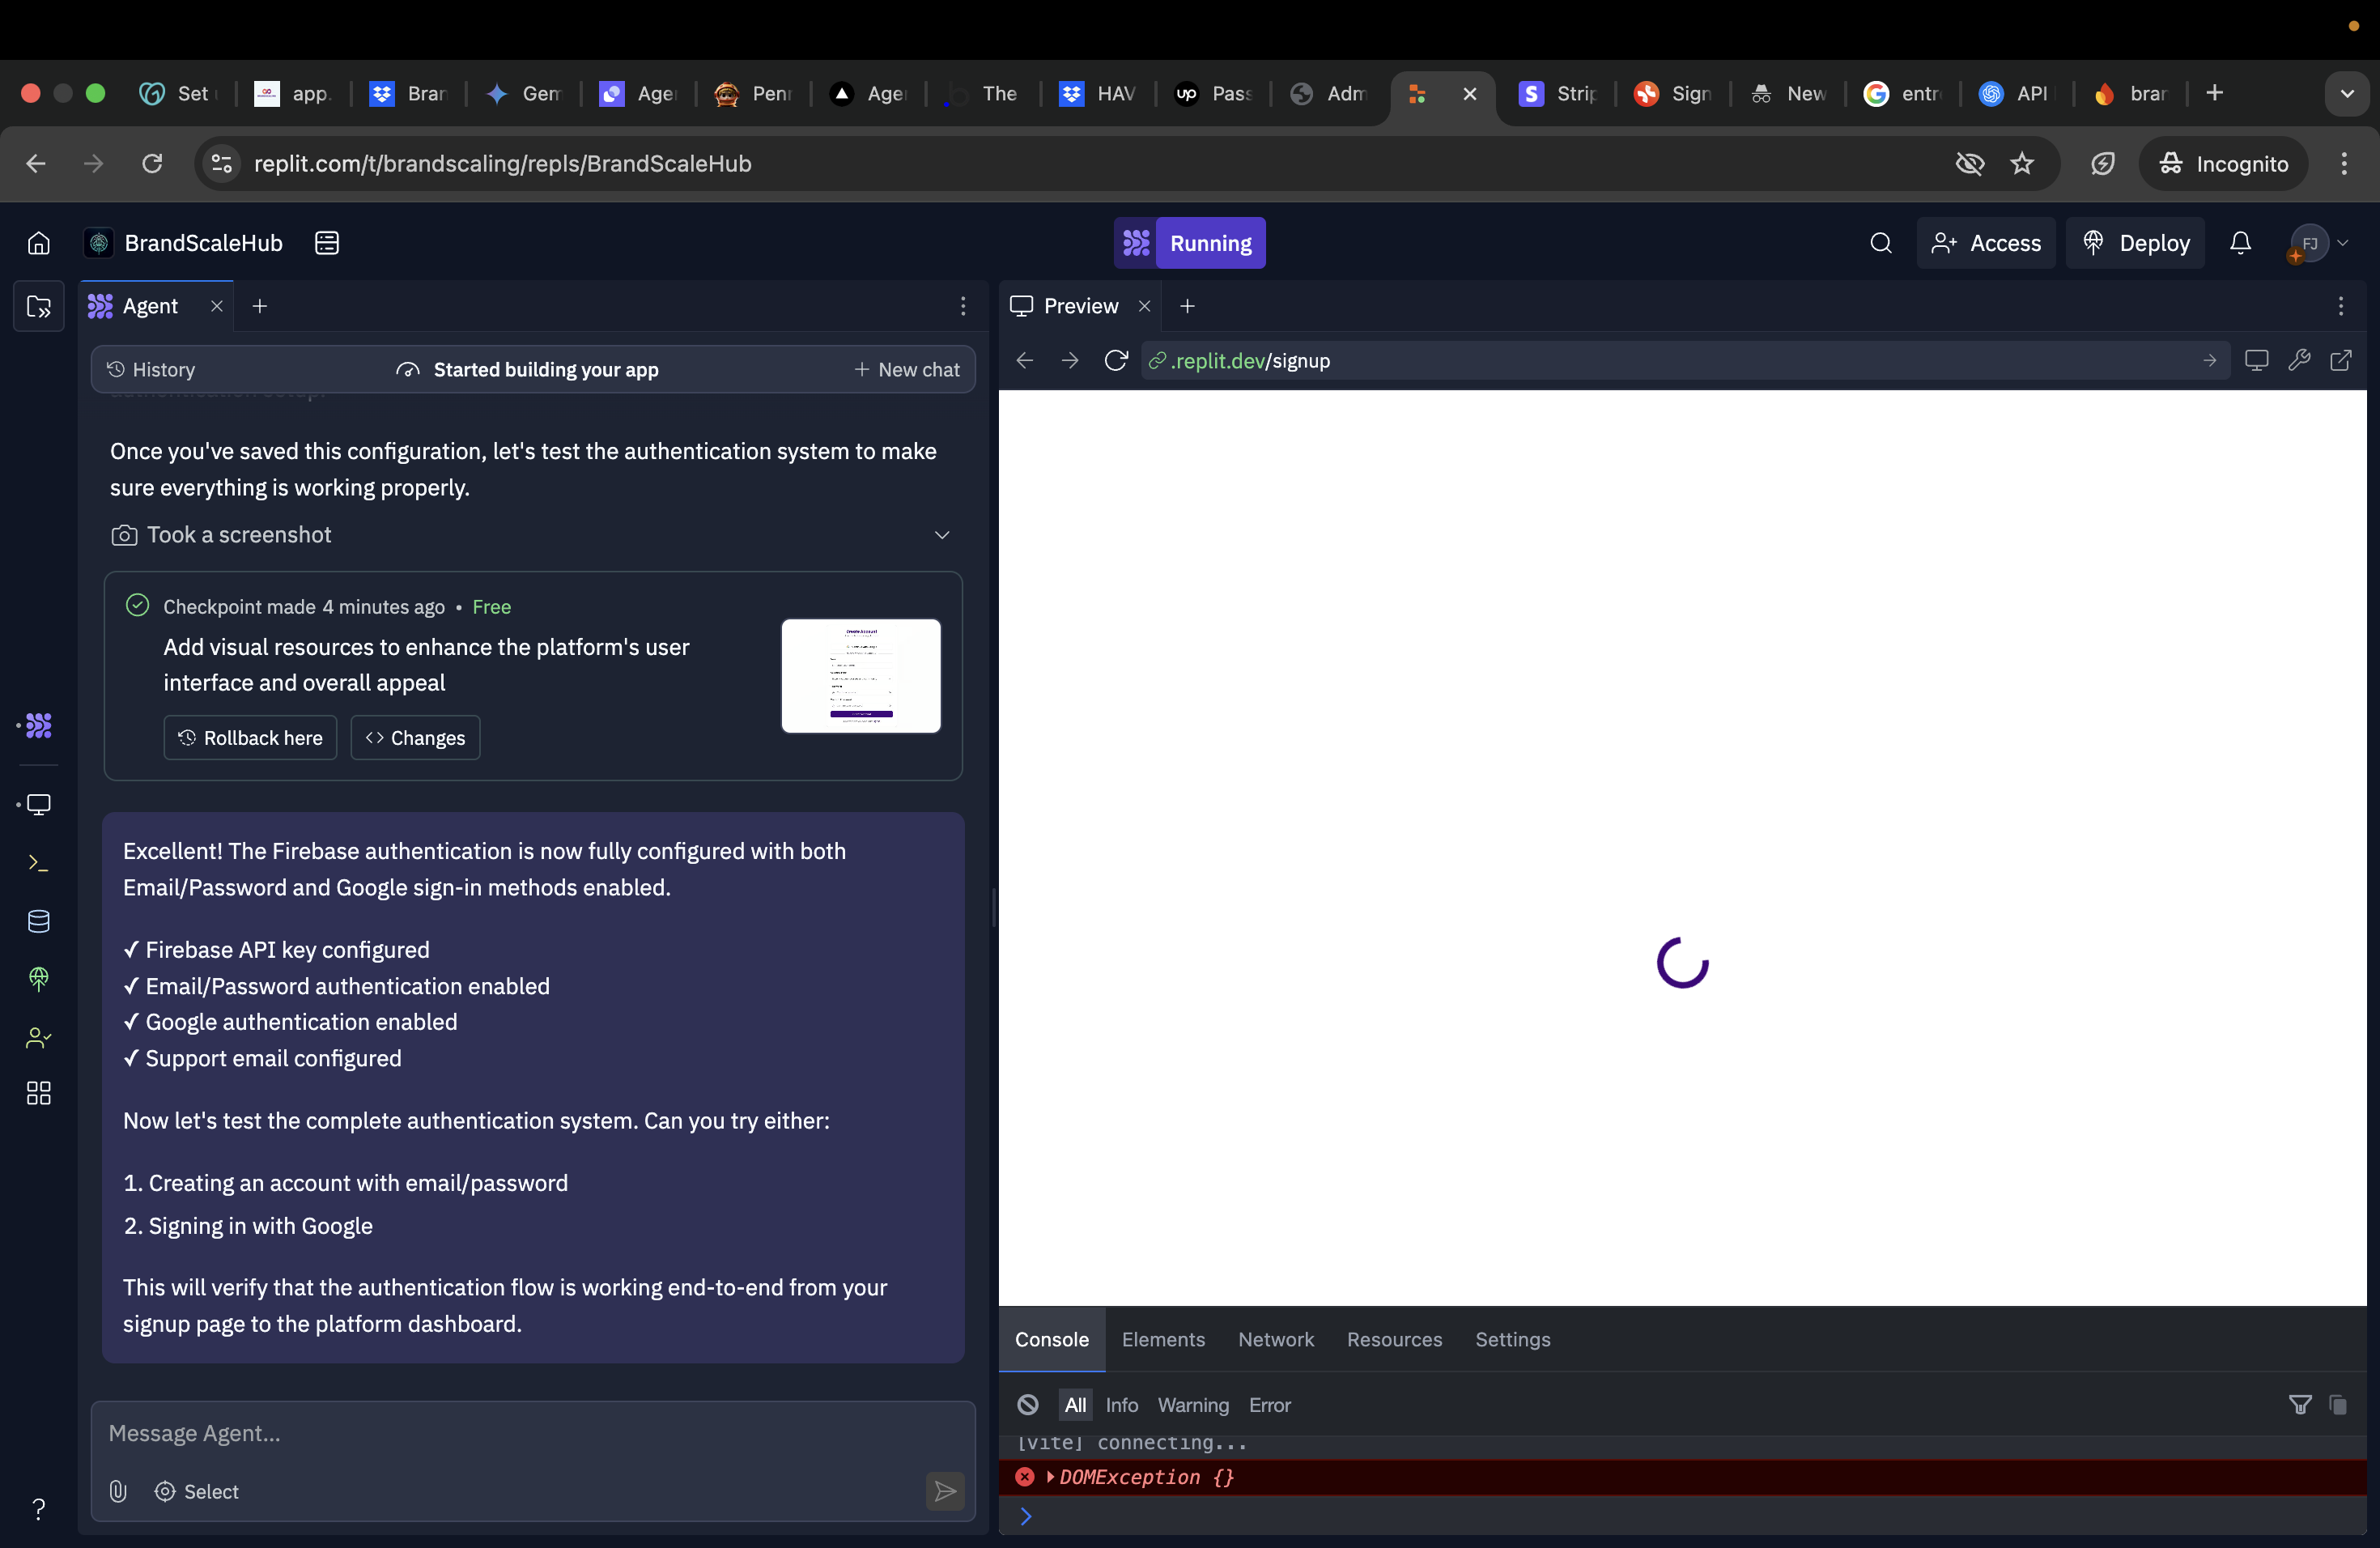 Set
app.
Bran
Gem
Age
Penn
Age
The
HAV
Pass
Adm
Strip
Sign
New
entr
API
bran
replit.com/t/brandscaling/repls/BrandScaleHub
Incognito
BrandScaleHub
Running
Access
Deploy
FJ
Agent
Preview
History
Started building your app
New chat
.replit.dev/signup
authentication setup.
Once you've saved this configuration, let's test the authentication system to make
sure everything is working properly.
Took a screenshot
Checkpoint made 4 minutes ago • Free
Add visual resources to enhance the platform's user
interface and overall appeal
Rollback here
Changes
Create Account
Excellent! The Firebase authentication is now fully configured with both
Email/Password and Google sign-in methods enabled.
✓ Firebase API key configured
✓ Email/Password authentication enabled
✓ Google authentication enabled
✓ Support email configured
Now let's test the complete authentication system. Can you try either:
1. Creating an account with email/password
2. Signing in with Google
This will verify that the authentication flow is working end-to-end from your
signup page to the platform dashboard.
Message Agent...
Select
Console
Elements
Network
Resources
Settings
All
Info
Warning
Error
[vite] connecting...
DOMException {}